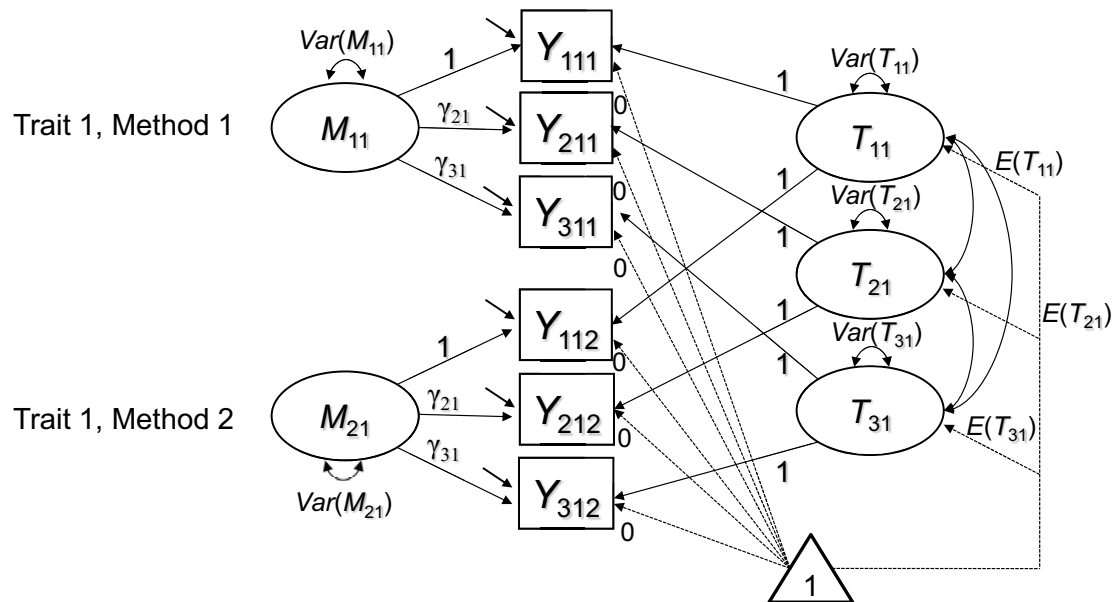 Var(M₁₁)
1
Y₁₁₁
1
Var(T₁₁)
Trait 1, Method 1
M₁₁
γ₂₁
0
Y₂₁₁
T₁₁
E(T₁₁)
γ₃₁
1
0
Y₃₁₁
Var(T₂₁)
1
0
T₂₁
1
E(T₂₁)
Y₁₁₂
1
0
Var(T₃₁)
1
Trait 1, Method 2
M₂₁
γ₂₁
Y₂₁₂
0
T₃₁
E(T₃₁)
γ₃₁
1
Var(M₂₁)
Y₃₁₂
0
1